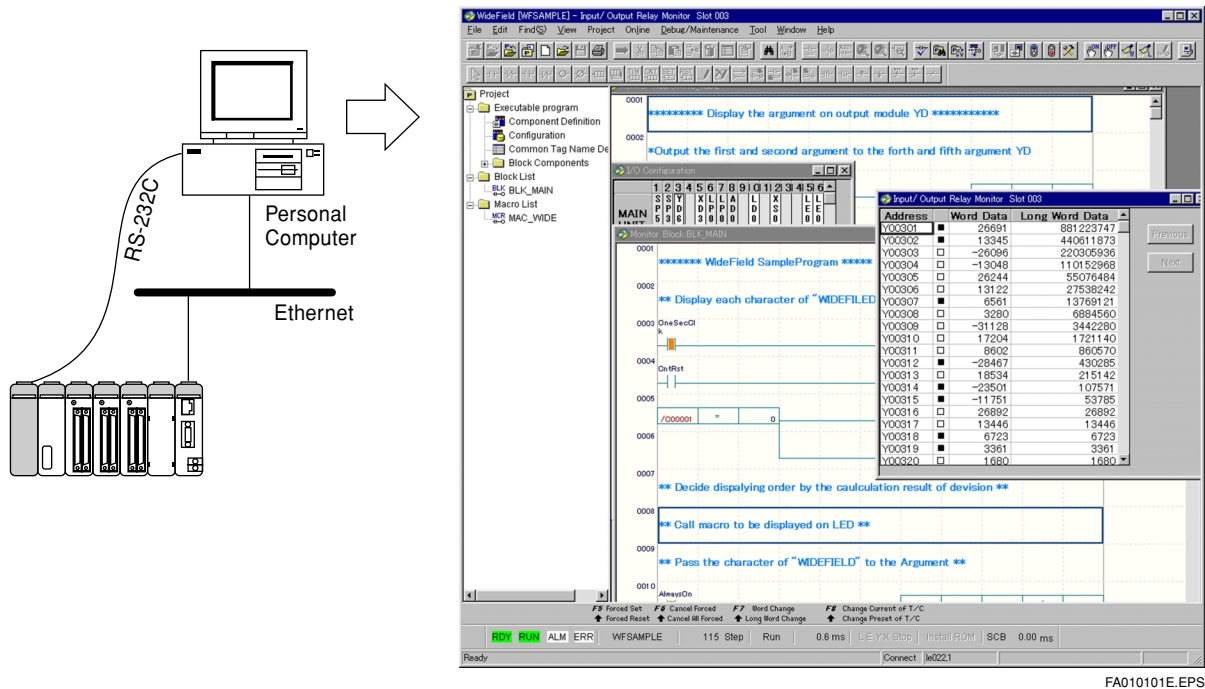 RS-232C
Personal
Computer
Ethernet
WideField [WFSAMPLE] - Input/ Output Relay Monitor Slot 003
File Edit Find(S) View Project Online Debug/Maintenance Tool Window Help
Project
Executable program
Component Definition
Configuration
Common Tag Name De
Block Components
Block List
BLK_MAIN
Macro List
MAC_WIDE
0001
********* Display the argument on output module YD ***********
0002
*Output the first and second argument to the forth and fifth argument YD
I/O Configuration
MAIN
Monitor Block:BLK_MAIN
0001
******* WideField SampleProgram *****
0002
** Display each character of "WIDEFILED
0003 OneSecCl
k
0004
CntRst
0005
/C00001 = 0
0006
0007
** Decide dispalying order by the caulculation result of devision **
0008
** Call macro to be displayed on LED **
0009
** Pass the character of "WIDEFIELD" to the Argument **
0010
AlwaysOn
Input/ Output Relay Monitor Slot 003
Address Word Data Long Word Data
Y00301 ■ 26691 881223747
Y00302 ■ 13345 440611873
Y00303 □ -26096 220305936
Y00304 □ -13048 110152968
Y00305 □ 26244 55076484
Y00306 □ 13122 27538242
Y00307 ■ 6561 13769121
Y00308 □ 3280 6884560
Y00309 □ -31128 3442280
Y00310 □ 17204 1721140
Y00311 □ 8602 860570
Y00312 ■ -28467 430285
Y00313 □ 18534 215142
Y00314 ■ -23501 107571
Y00315 ■ -11751 53785
Y00316 □ 26892 26892
Y00317 □ 13446 13446
Y00318 ■ 6723 6723
Y00319 ■ 3361 3361
Y00320 □ 1680 1680
Previous
Next
F5 Forced Set F6 Cancel Forced F7 Word Change F8 Change Current of T/C
Forced Reset Cancel All Forced Long Word Change Change Preset of T/C
RDY RUN ALM ERR WFSAMPLE 115 Step Run 0.6 ms L E Y X Stop Install ROM SCB 0.00 ms
Ready Connect le022,1
FA010101E.EPS